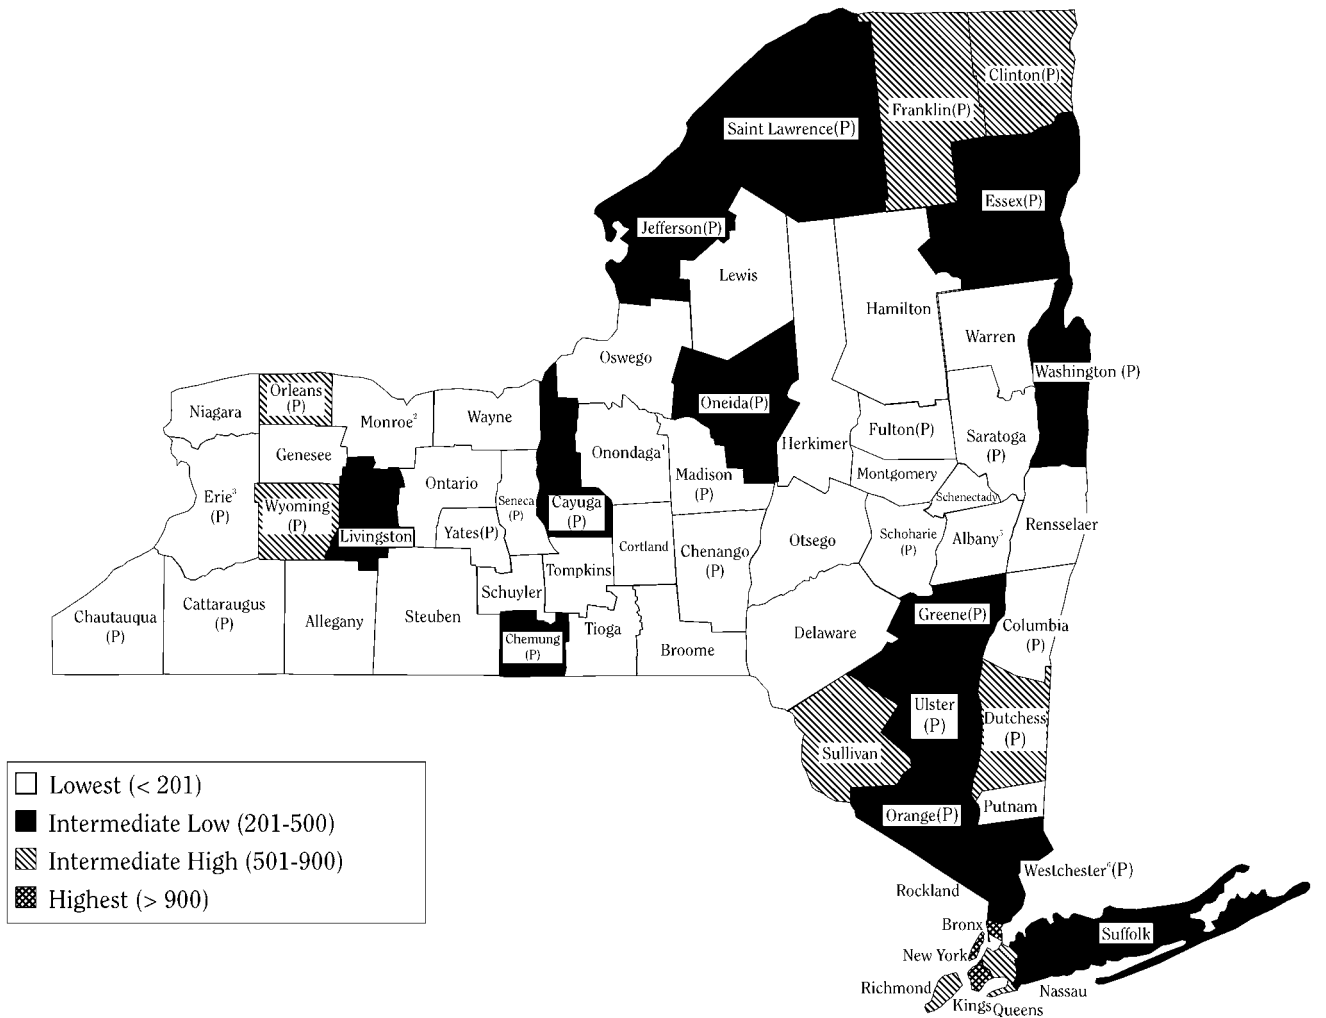 Clinton(P)
Franklin(P)
Saint Lawrence(P)
Essex(P)
Jefferson(P)
Lewis
Hamilton
Warren
Oswego
Washington (P)
Orleans
(P)
Niagara
Monroe²
Wayne
Oneida(P)
Fulton(P)
Herkimer
Saratoga
(P)
Genesee
Onondaga¹
Madison
(P)
Montgomery
Ontario
Erie³
(P)
Wyoming
(P)
Seneca
(P)
Cayuga
(P)
Schenectady
Rensselaer
Livingston
Yates(P)
Cortland
Chenango
(P)
Otsego
Schoharie
(P)
Albany⁵
Tompkins
Schuyler
Chautauqua
(P)
Cattaraugus
(P)
Allegany
Steuben
Chemung
(P)
Tioga
Broome
Delaware
Greene(P)
Columbia
(P)
Ulster
(P)
Dutchess
(P)
Sullivan
Putnam
Orange(P)
Westchester⁶(P)
Rockland
Bronx
Suffolk
New York
Richmond
Kings
Queens
Nassau
Lowest (< 201)
Intermediate Low (201-500)
Intermediate High (501-900)
Highest (> 900)